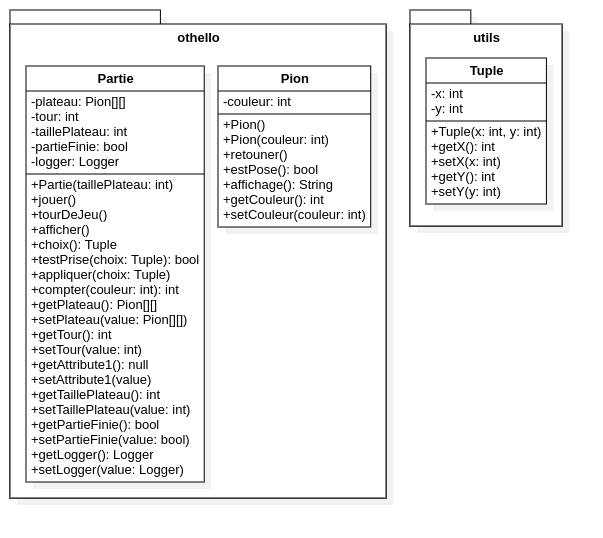 othello
Partie
-plateau: Pion[][]
-tour: int
-taillePlateau: int
-partieFinie: bool
-logger: Logger
+Partie(taillePlateau: int)
+jouer()
+tourDeJeu()
+afficher()
+choix(): Tuple
+testPrise(choix: Tuple): bool
+appliquer(choix: Tuple)
+compter(couleur: int): int
+getPlateau(): Pion[][]
+setPlateau(value: Pion[][])
+getTour(): int
+setTour(value: int)
+getAttribute1(): null
+setAttribute1(value)
+getTaillePlateau(): int
+setTaillePlateau(value: int)
+getPartieFinie(): bool
+setPartieFinie(value: bool)
+getLogger(): Logger
+setLogger(value: Logger)
Pion
-couleur: int
+Pion()
+Pion(couleur: int)
+retouner()
+estPose(): bool
+affichage(): String
+getCouleur(): int
+setCouleur(couleur: int)
utils
Tuple
-x: int
-y: int
+Tuple(x: int, y: int)
+getX(): int
+setX(x: int)
+getY(): int
+setY(y: int)